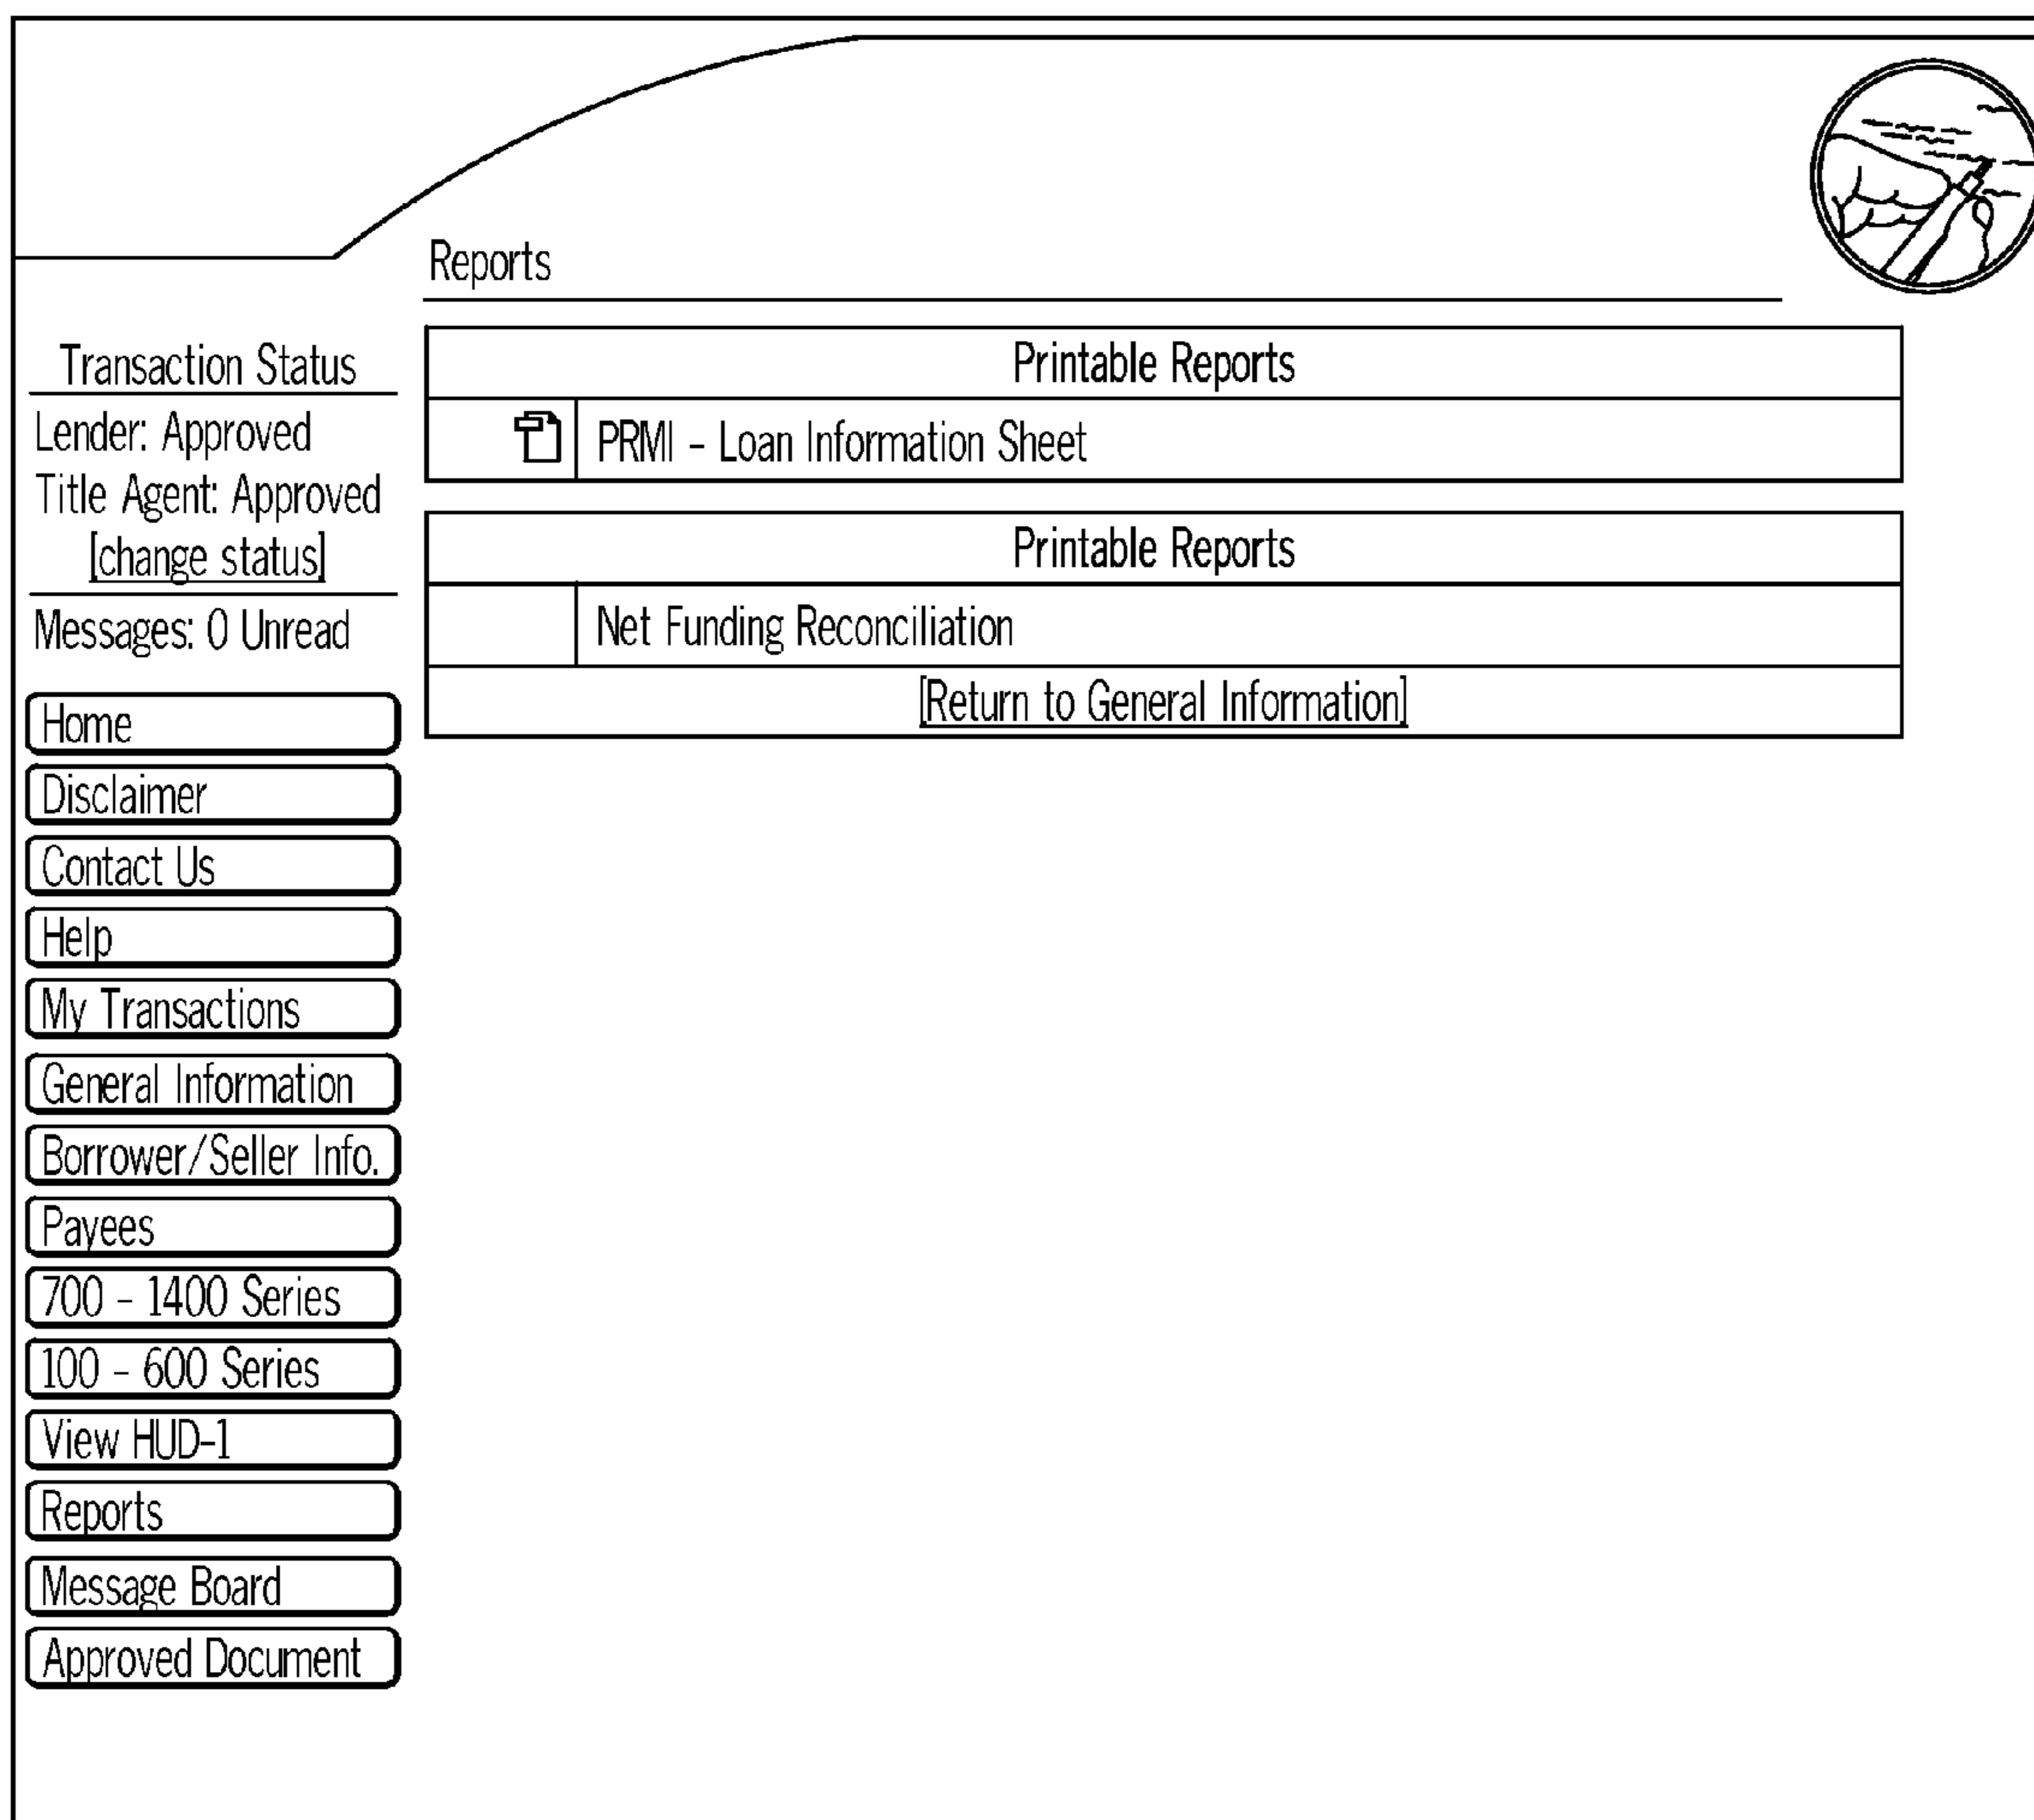 Reports
Transaction Status
Lender: Approved
Title Agent: Approved
[change status]
Messages: 0 Unread
Home
Disclaimer
Contact Us
Help
My Transactions
General Information
Borrower/Seller Info.
Payees
700 - 1400 Series
100 - 600 Series
View HUD-1
Reports
Message Board
Approved Document
Printable Reports
PRMI - Loan Information Sheet
Printable Reports
Net Funding Reconciliation
[Return to General Information]